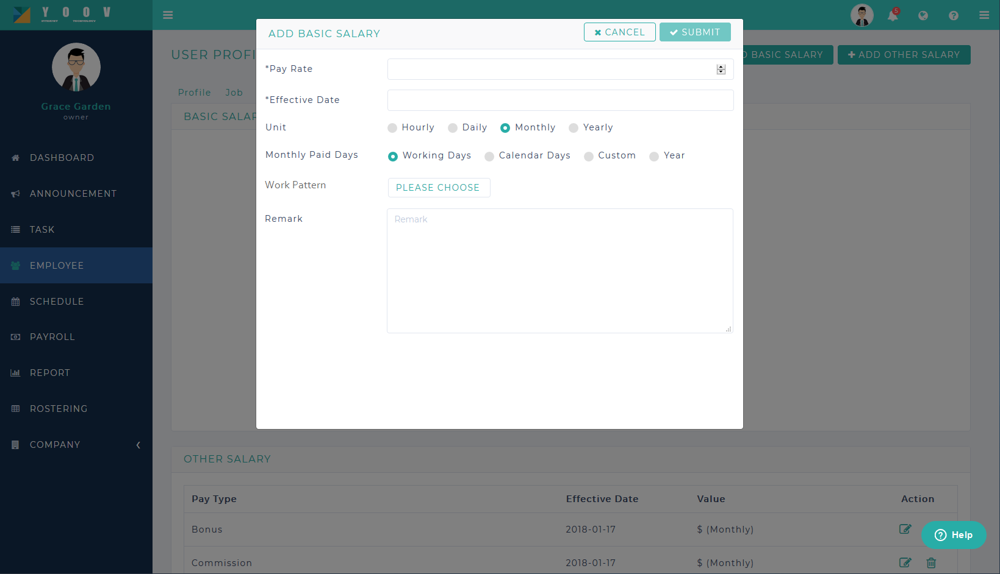 YOOV
INTERNET TECHNOLOGY
5
Grace Garden
owner
DASHBOARD
ANNOUNCEMENT
TASK
EMPLOYEE
SCHEDULE
PAYROLL
REPORT
ROSTERING
COMPANY
USER PROFI
BASIC SALARY
ADD OTHER SALARY
Profile Job
BASIC SALAR
ADD BASIC SALARY
CANCEL
SUBMIT
*Pay Rate
*Effective Date
Unit Hourly Daily Monthly Yearly
Monthly Paid Days Working Days Calendar Days Custom Year
Work Pattern PLEASE CHOOSE
Remark Remark
OTHER SALARY
Pay Type Effective Date Value Action
Bonus 2018-01-17 $ (Monthly)
Commission 2018-01-17 $ (Monthly)
Help